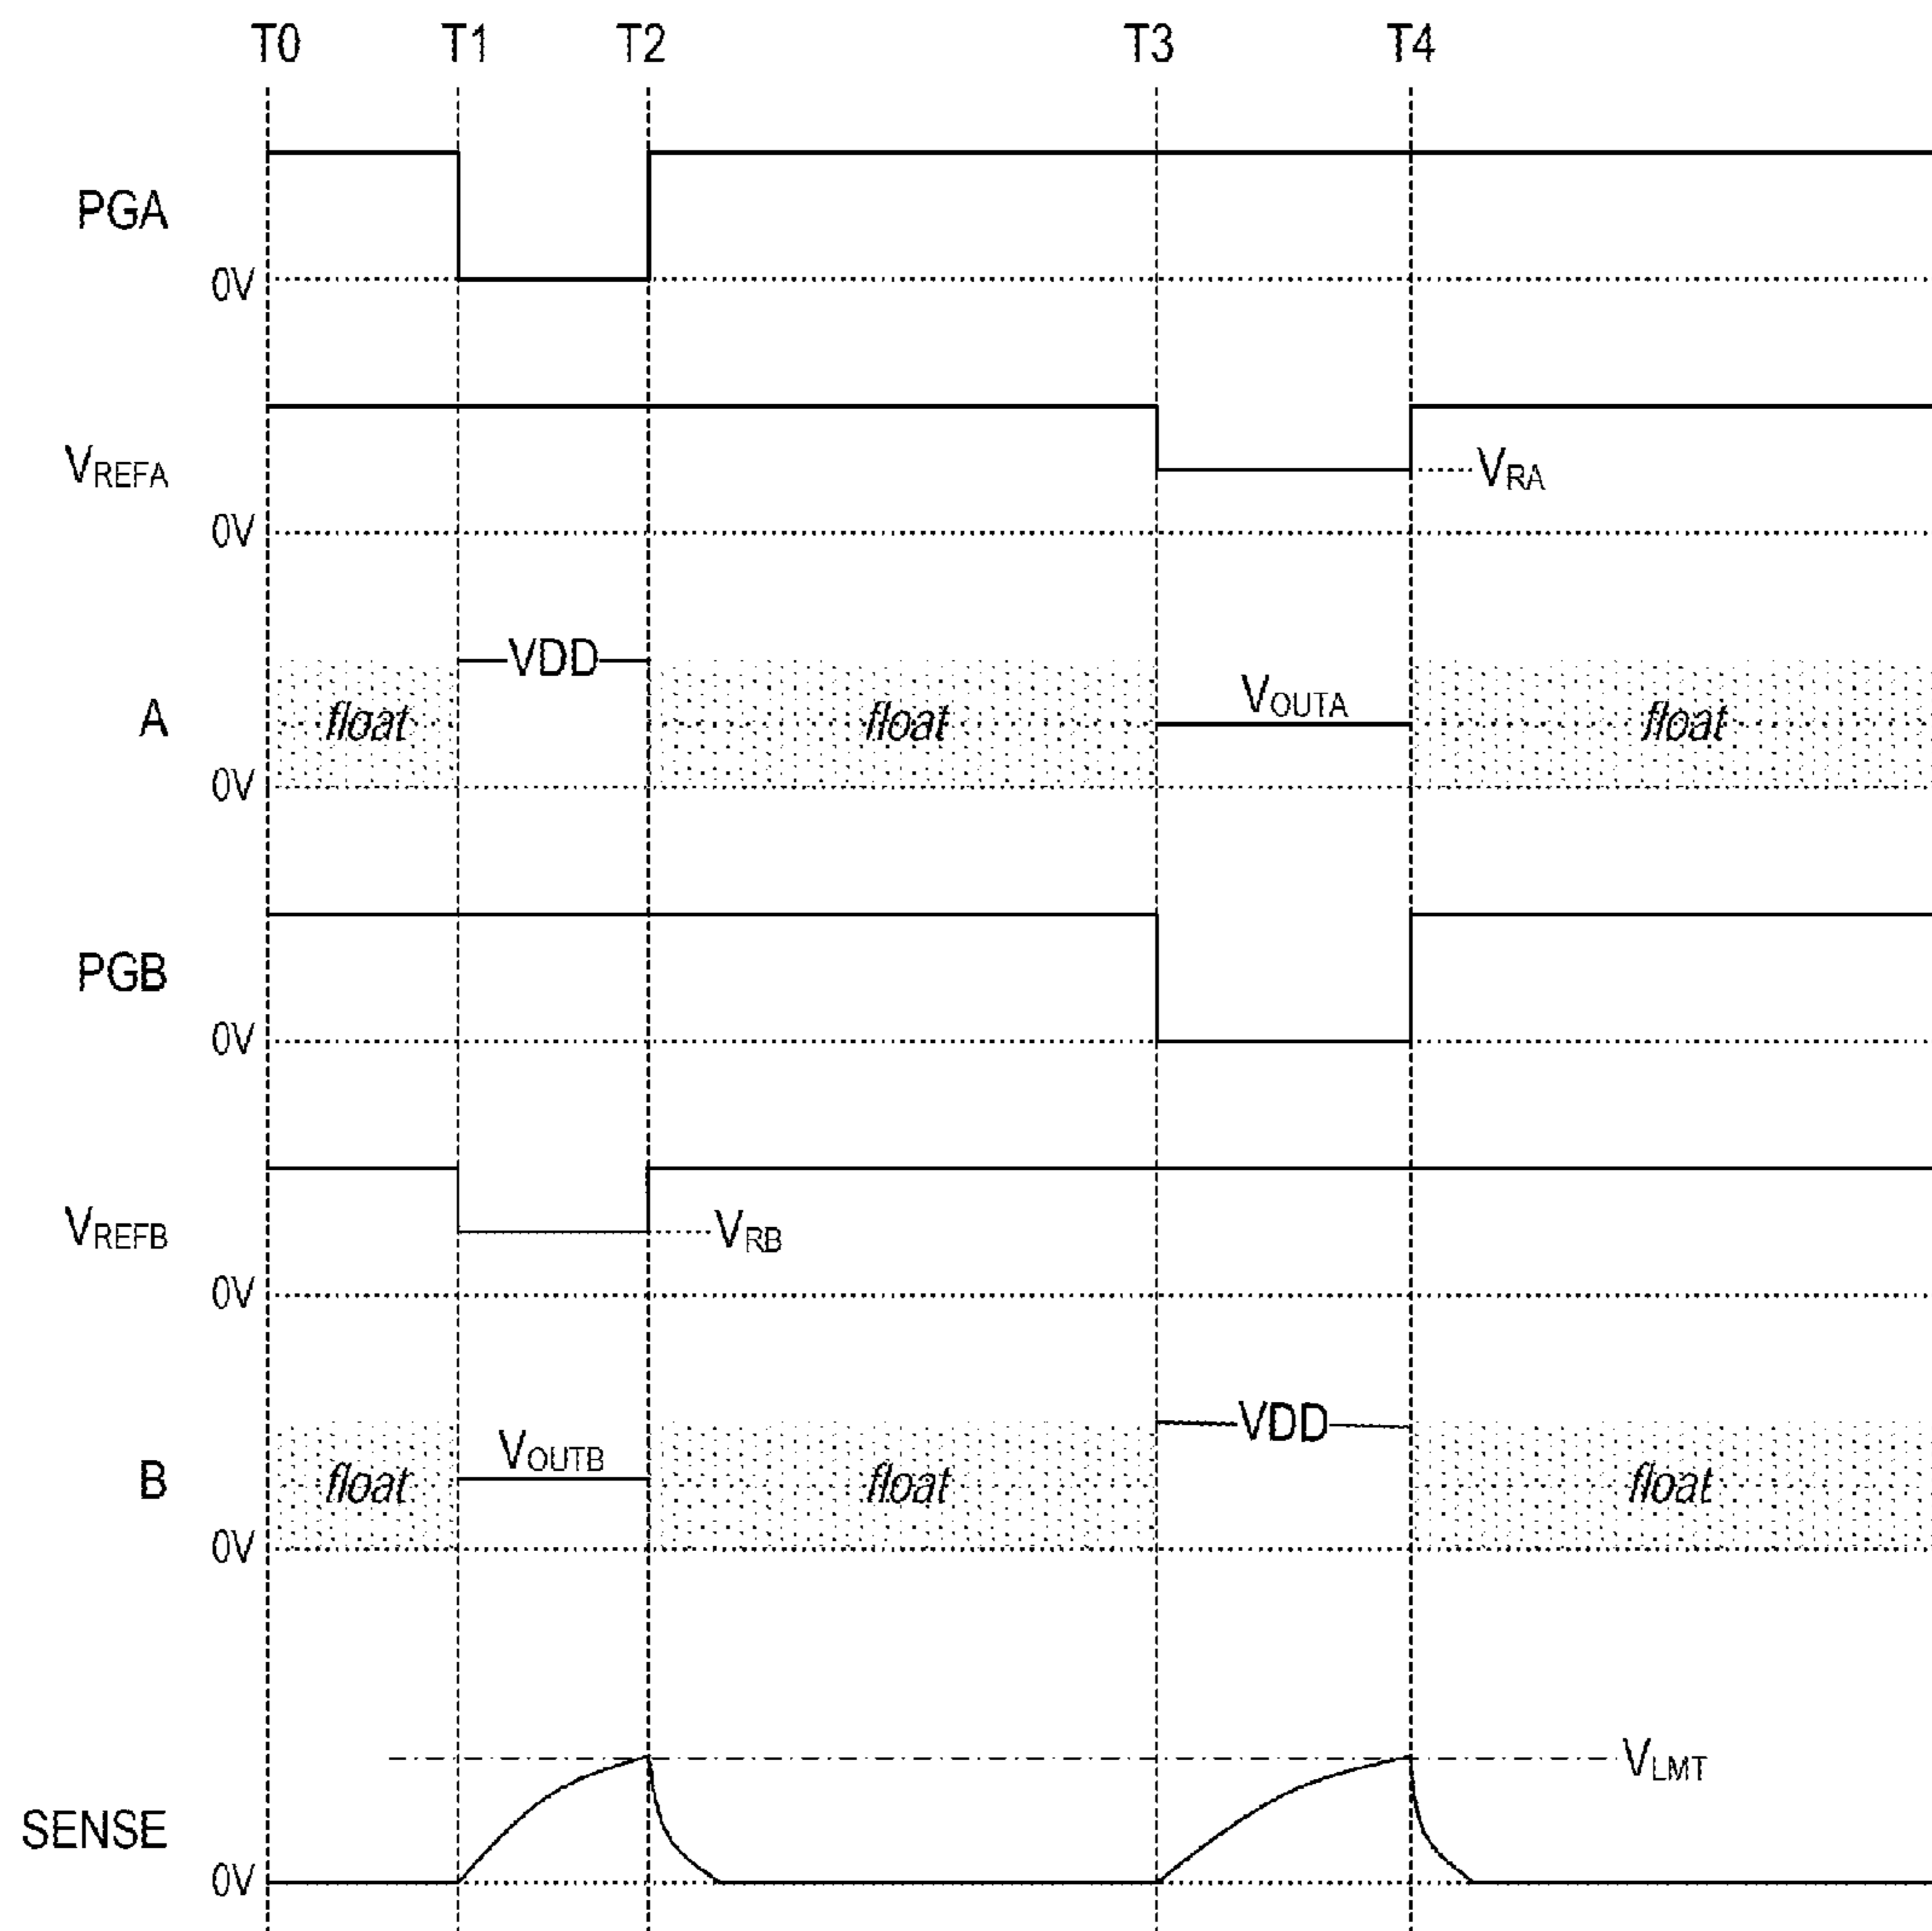 T0 T1 T2 T3 T4
PGA
0V
VREFA
VRA
0V
VDD
A
float
float
VOUTA
float
0V
PGB
0V
VREFB
VRB
0V
VDD
VOUTB
B
float
float
float
0V
VLMT
SENSE
0V